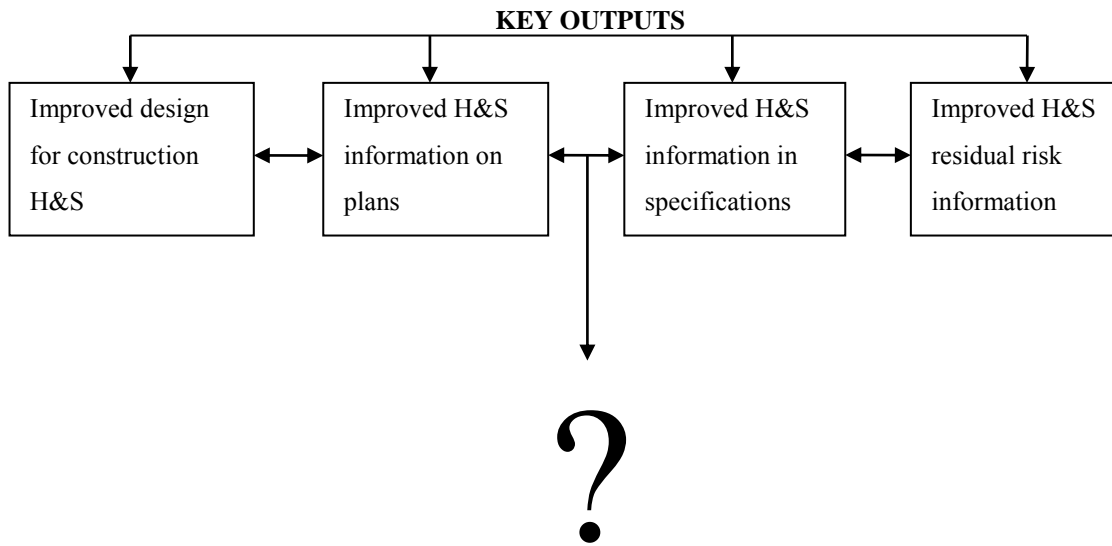 KEY OUTPUTS
Improved design
for construction
H&S
Improved H&S
information on
plans
Improved H&S
information in
specifications
Improved H&S
residual risk
information
?